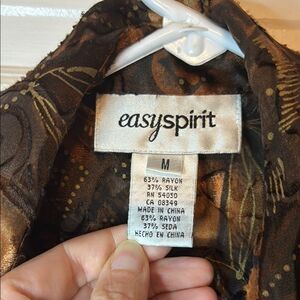 easyspirit
M
63% RAYON
37% SILK
RN 54050
CA 08349
MADE IN CHINA
63% RAYON
37% SEDA
HECHO EN CHINA